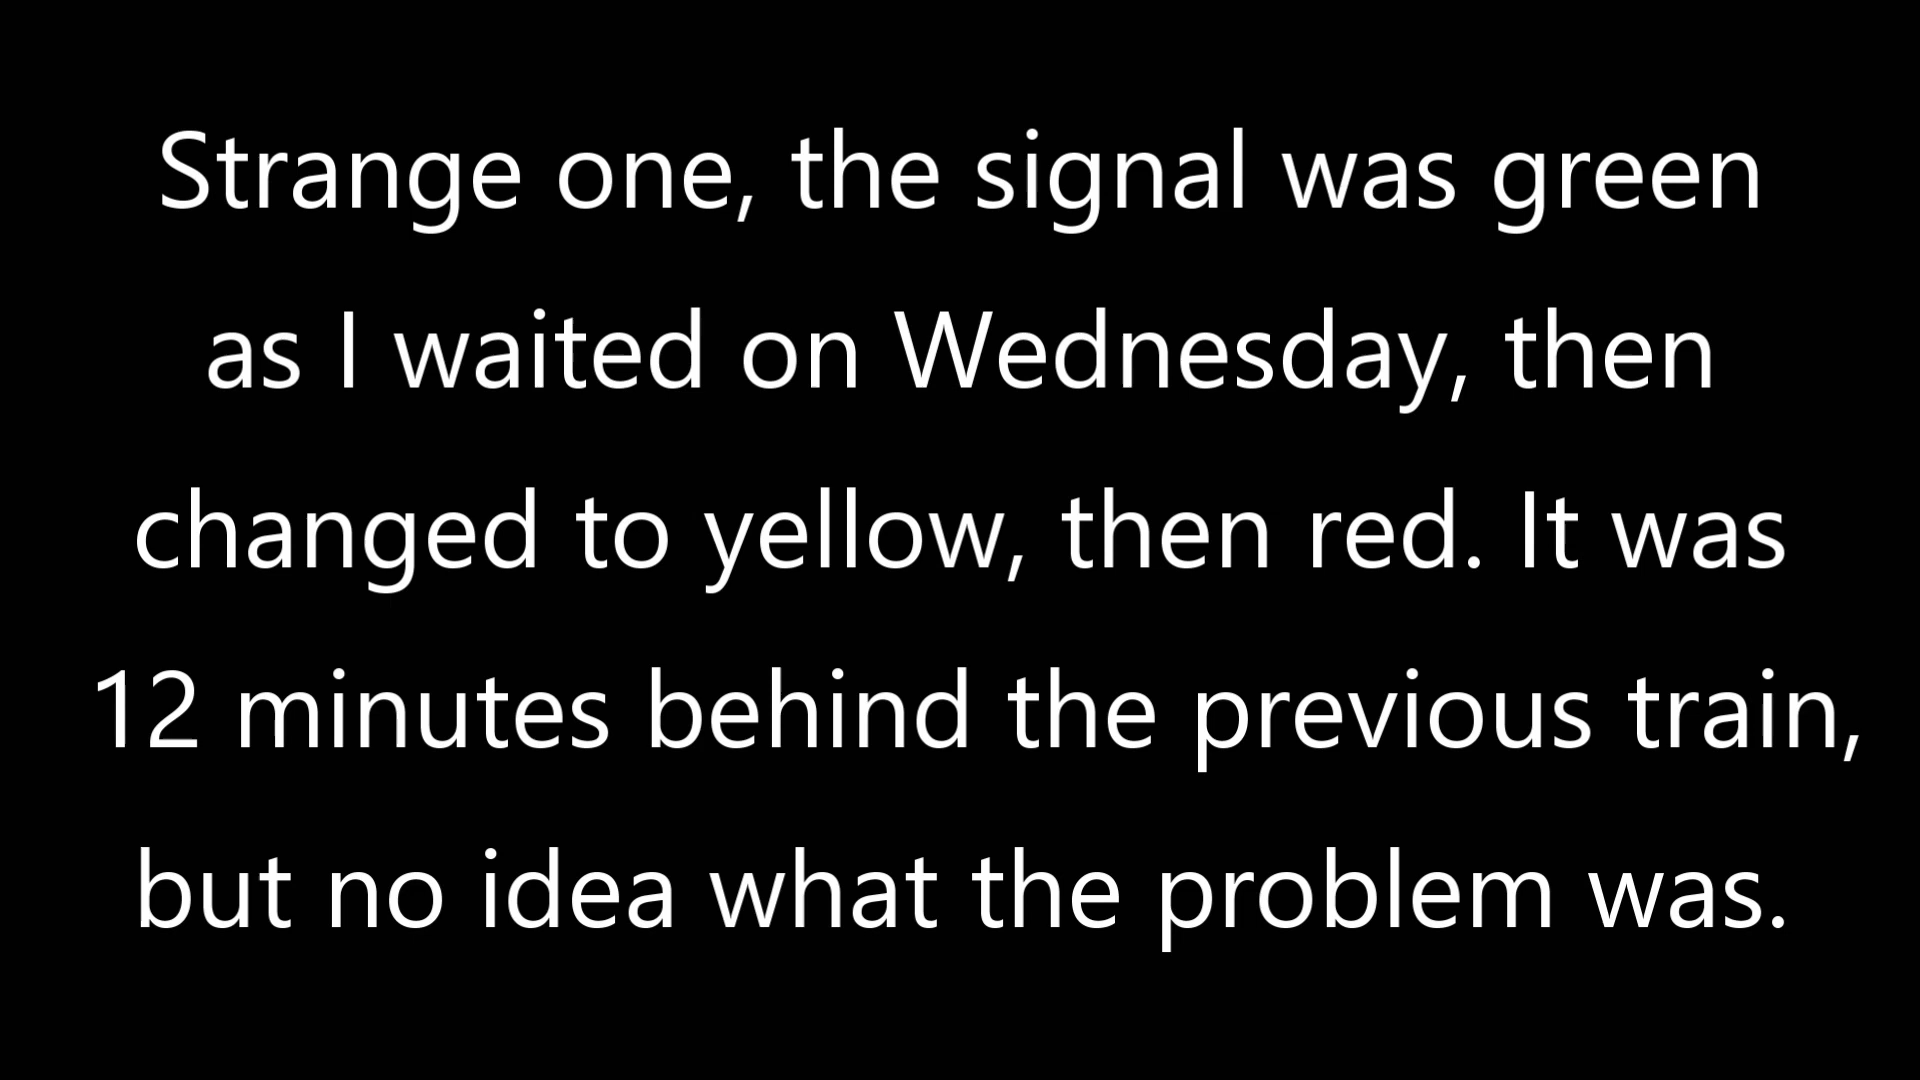 Strange one, the signal was green
as I waited on Wednesday, then
changed to yellow, then red. It was
12 minutes behind the previous train,
but no idea what the problem was.